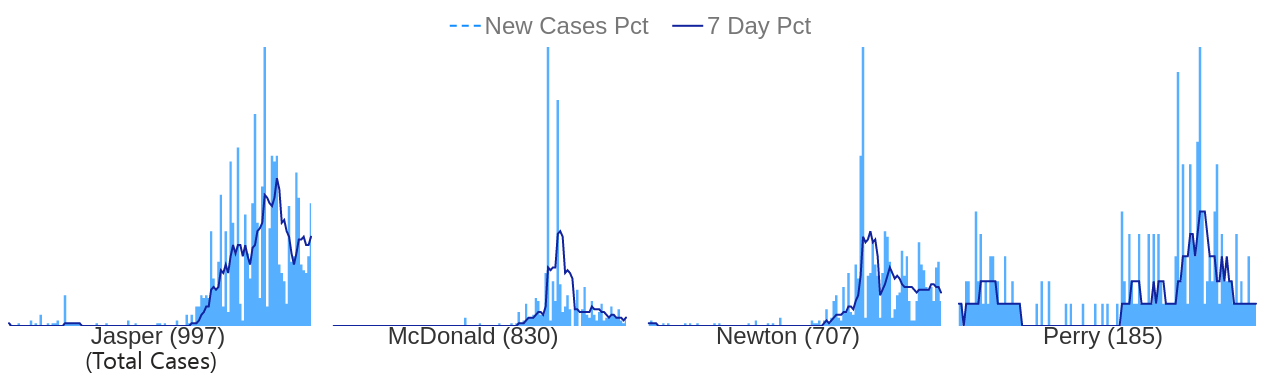 New Cases Pct 7 Day Pct
Jasper (997) McDonald (830) Newton (707) Perry (185)
(Total Cases)